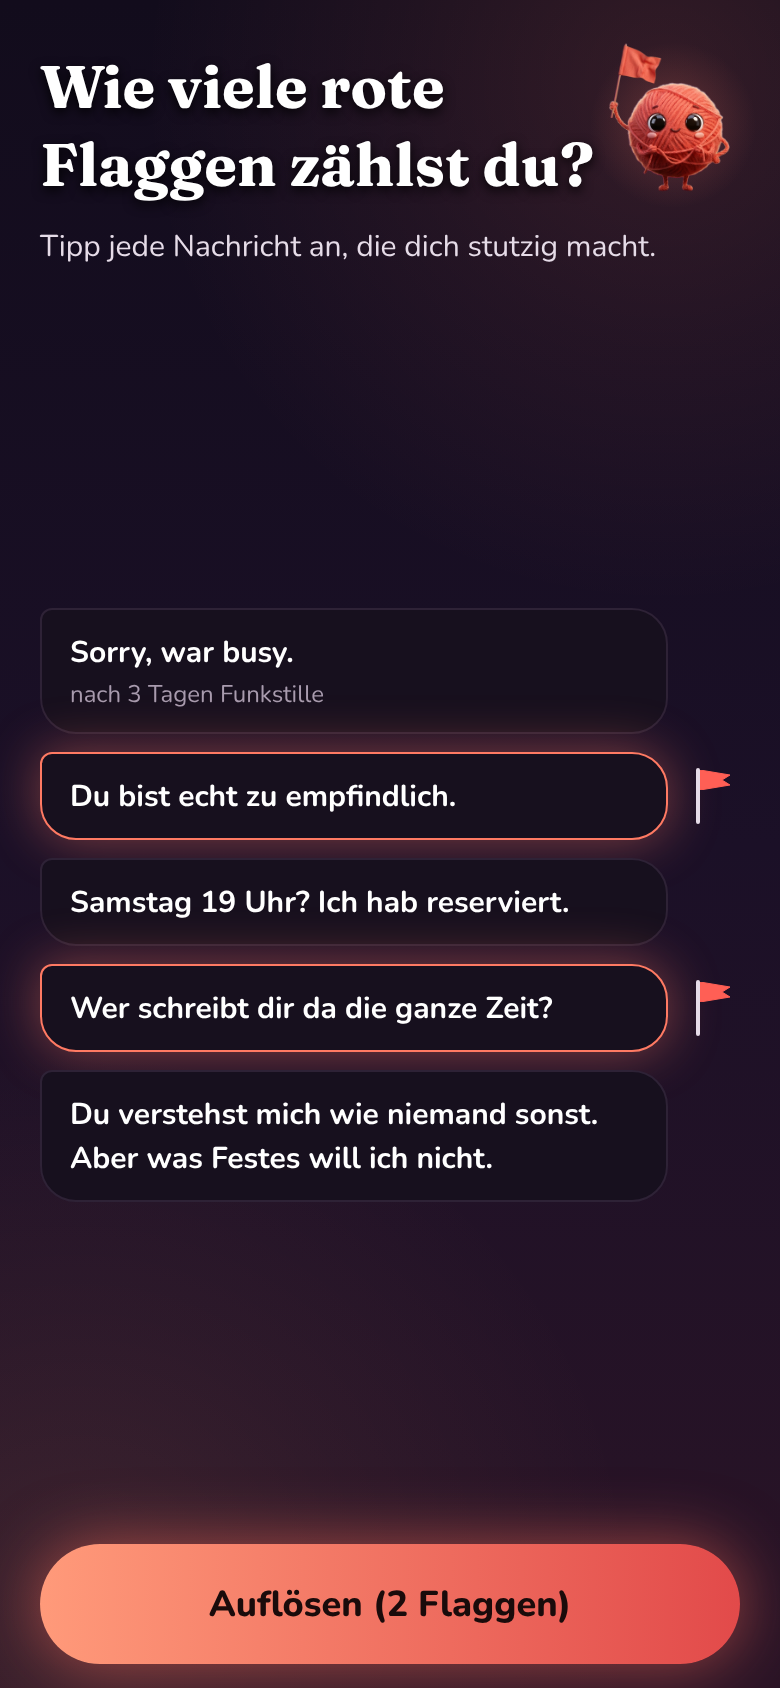 Wie viele rote
Flaggen zählst du?
Tipp jede Nachricht an, die dich stutzig macht.
Sorry, war busy.
nach 3 Tagen Funkstille
Du bist echt zu empfindlich.
Samstag 19 Uhr? Ich hab reserviert.
Wer schreibt dir da die ganze Zeit?
Du verstehst mich wie niemand sonst.
Aber was Festes will ich nicht.
Auflösen (2 Flaggen)